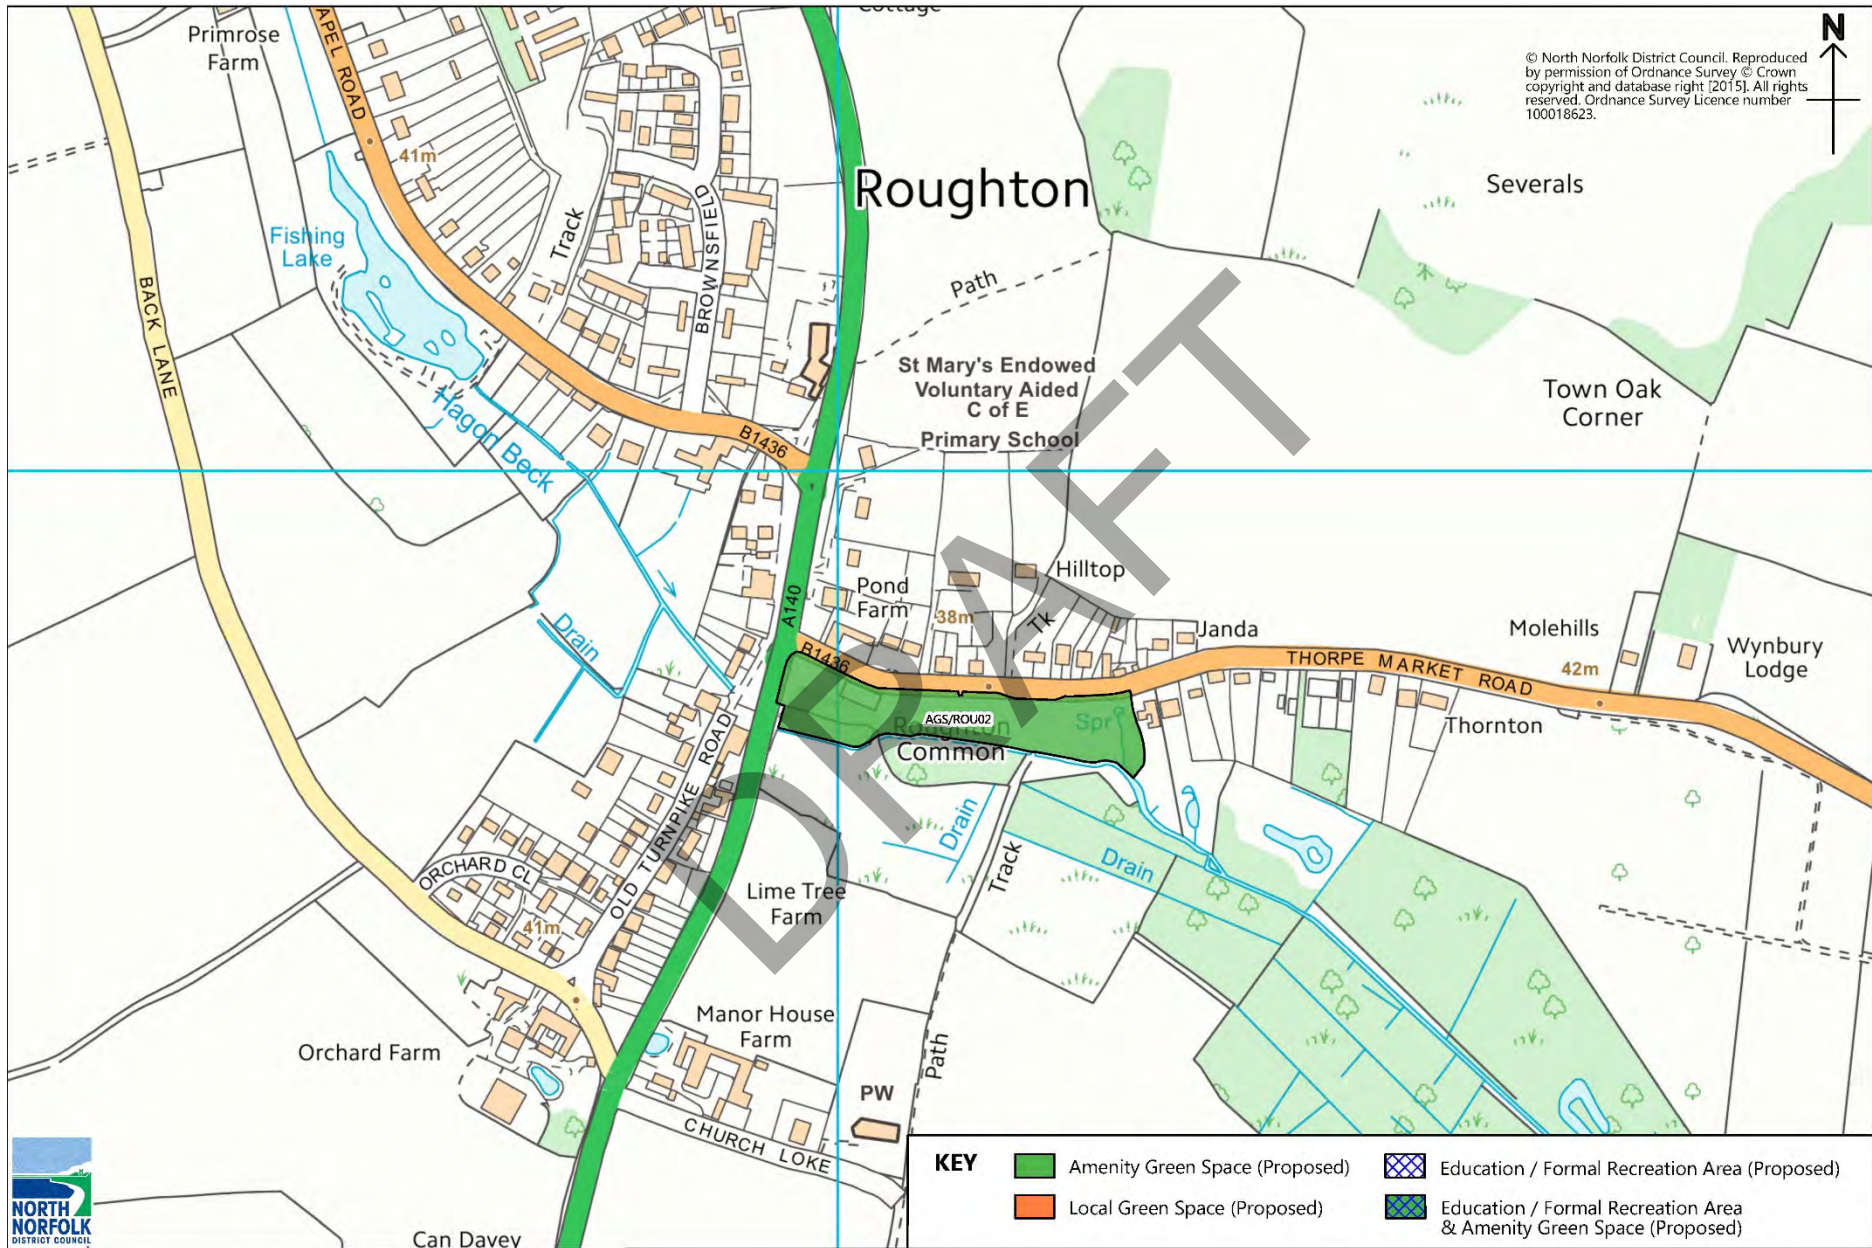 Cottage
Primrose
Farm
APEL ROAD
N
© North Norfolk District Council. Reproduced
by permission of Ordnance Survey © Crown
copyright and database right [2015]. All rights
reserved. Ordnance Survey Licence number
100018623.
41m
Roughton
Severals
Fishing
Lake
Track
BROWNSFIELD
Path
BACK LANE
St Mary's Endowed
Voluntary Aided
C of E
Primary School
Town Oak
Corner
Hagon Beck
B1436
DRAFT
A140
Pond
Farm
Hilltop
38m
Tk
Janda
Molehills
Wynbury
Lodge
Drain
B1436
THORPE MARKET ROAD
42m
AGS/ROU02
Roughton
Common
Spr
Thornton
OLD TURNPIKE ROAD
Drain
Track
Drain
ORCHARD CL
Lime Tree
Farm
41m
Manor House
Farm
Orchard Farm
Path
PW
CHURCH LOKE
Can Davey
NORTH
NORFOLK
DISTRICT COUNCIL
KEY
Amenity Green Space (Proposed)
Local Green Space (Proposed)
Education / Formal Recreation Area (Proposed)
Education / Formal Recreation Area
& Amenity Green Space (Proposed)